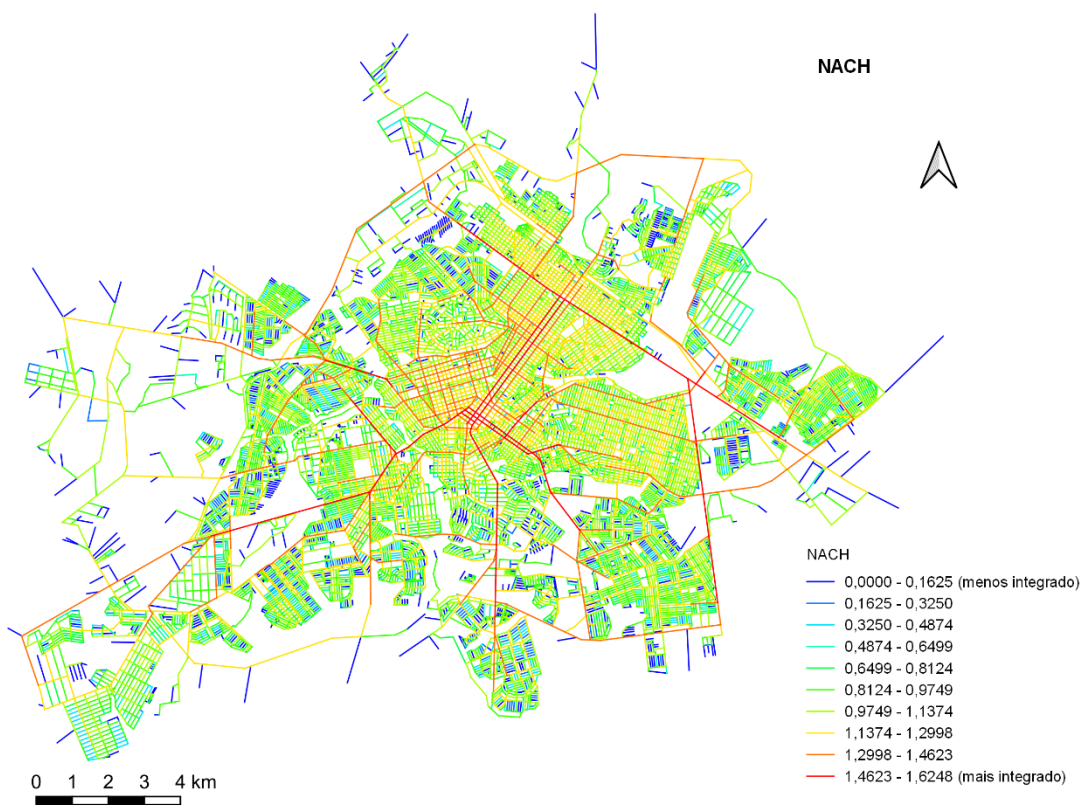 NACH
NACH
0,0000 - 0,1625 (menos integrado)
0,1625 - 0,3250
0,3250 - 0,4874
0,4874 - 0,6499
0,6499 - 0,8124
0,8124 - 0,9749
0,9749 - 1,1374
1,1374 - 1,2998
1,2998 - 1,4623
1,4623 - 1,6248 (mais integrado)
0 1 2 3 4 km